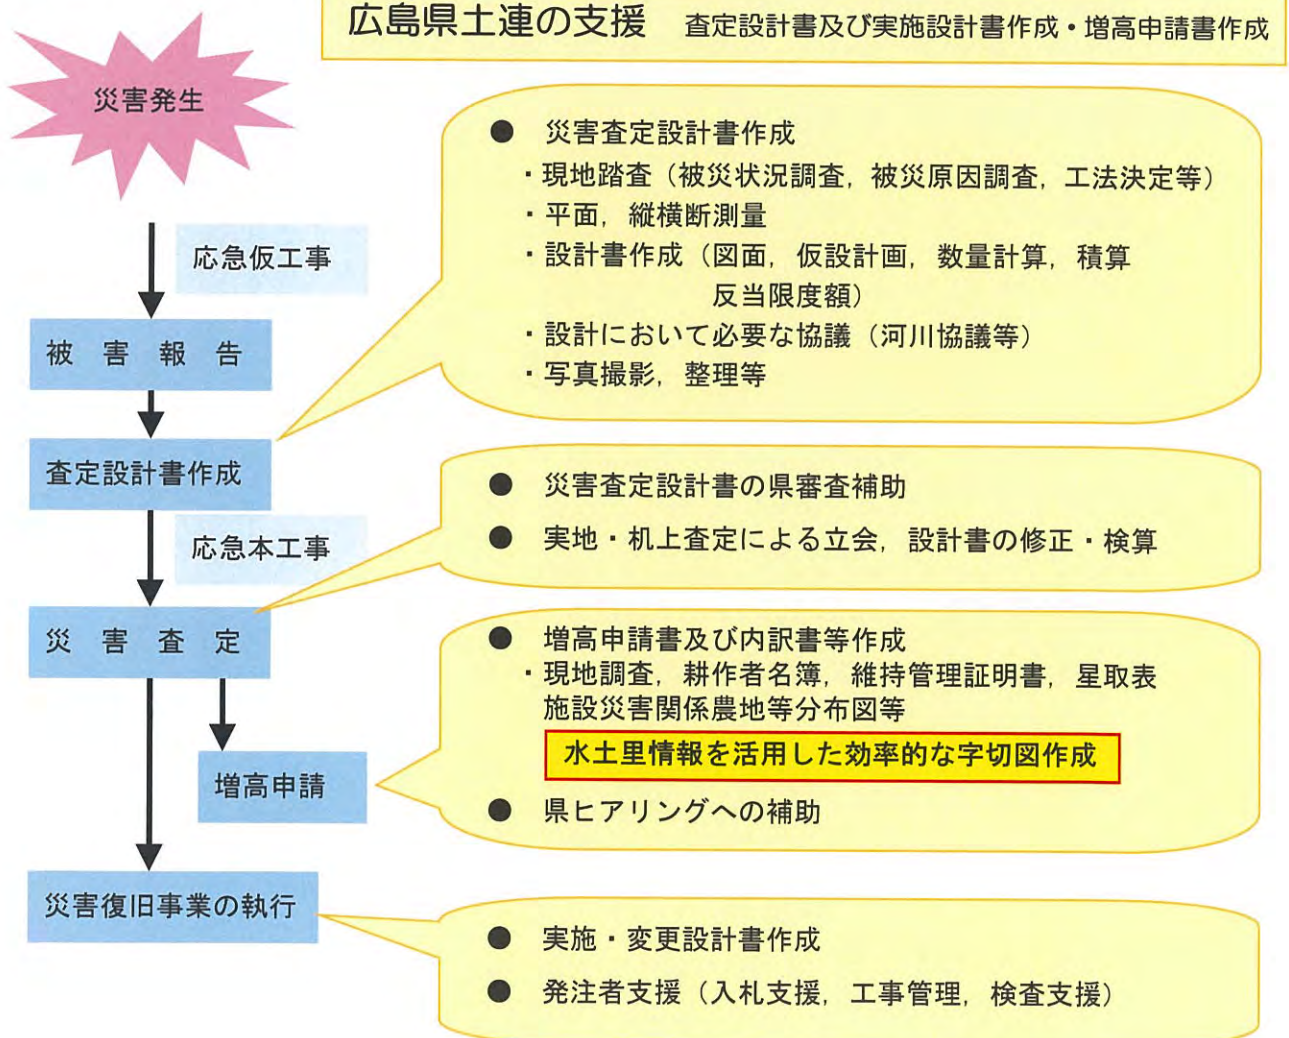 広島県土連の支援 査定設計書及び実施設計書作成・増高申請書作成
災害発生
応急仮工事
被害報告
査定設計書作成
応急本工事
災害査定
増高申請
災害復旧事業の執行
● 災害査定設計書作成
・現地踏査（被災状況調査，被災原因調査，工法決定等）
・平面，縦横断測量
・設計書作成（図面，仮設計画，数量計算，積算
反当限度額）
・設計において必要な協議（河川協議等）
・写真撮影，整理等
● 災害査定設計書の県審査補助
● 実地・机上査定による立会，設計書の修正・検算
● 増高申請書及び内訳書等作成
・現地調査，耕作者名簿，維持管理証明書，星取表
施設災害関係農地等分布図等
水土里情報を活用した効率的な字切図作成
● 県ヒアリングへの補助
● 実施・変更設計書作成
● 発注者支援（入札支援，工事管理，検査支援）